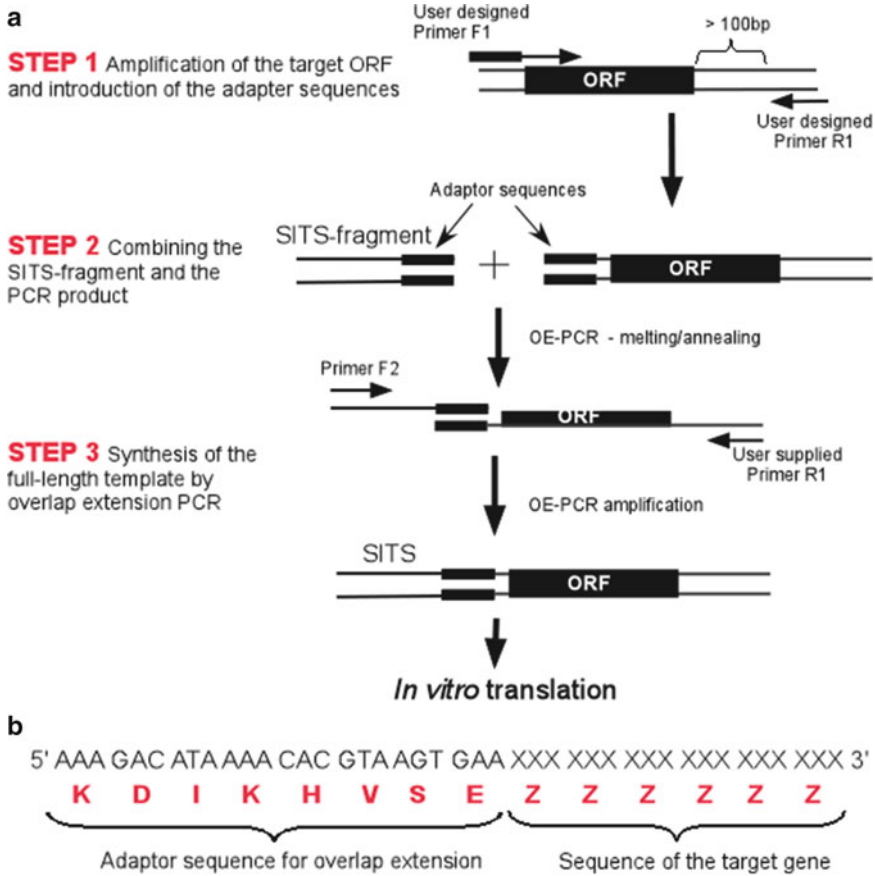 a
User designed
Primer F1
> 100bp
STEP 1 Amplification of the target ORF
and introduction of the adapter sequences
ORF
User designed
Primer R1
Adaptor sequences
SITS-fragment
STEP 2 Combining the
SITS-fragment and the
PCR product
+
ORF
OE-PCR - melting/annealing
Primer F2
ORF
STEP 3 Synthesis of the
full-length template by
overlap extension PCR
User supplied
Primer R1
OE-PCR amplification
SITS
ORF
In vitro translation
b
5' AAA GAC ATA AAA CAC GTA AGT GAA XXX XXX XXX XXX XXX XXX 3'
K D I K H V S E Z Z Z Z Z Z
Adaptor sequence for overlap extension
Sequence of the target gene